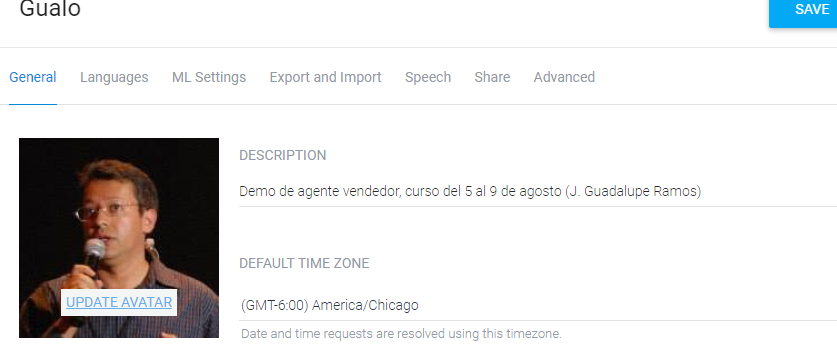 Gualo
SAVE
General Languages ML Settings Export and Import Speech Share Advanced
DESCRIPTION
Demo de agente vendedor, curso del 5 al 9 de agosto (J. Guadalupe Ramos)
DEFAULT TIME ZONE
UPDATE AVATAR
(GMT-6:00) America/Chicago
Date and time requests are resolved using this timezone.